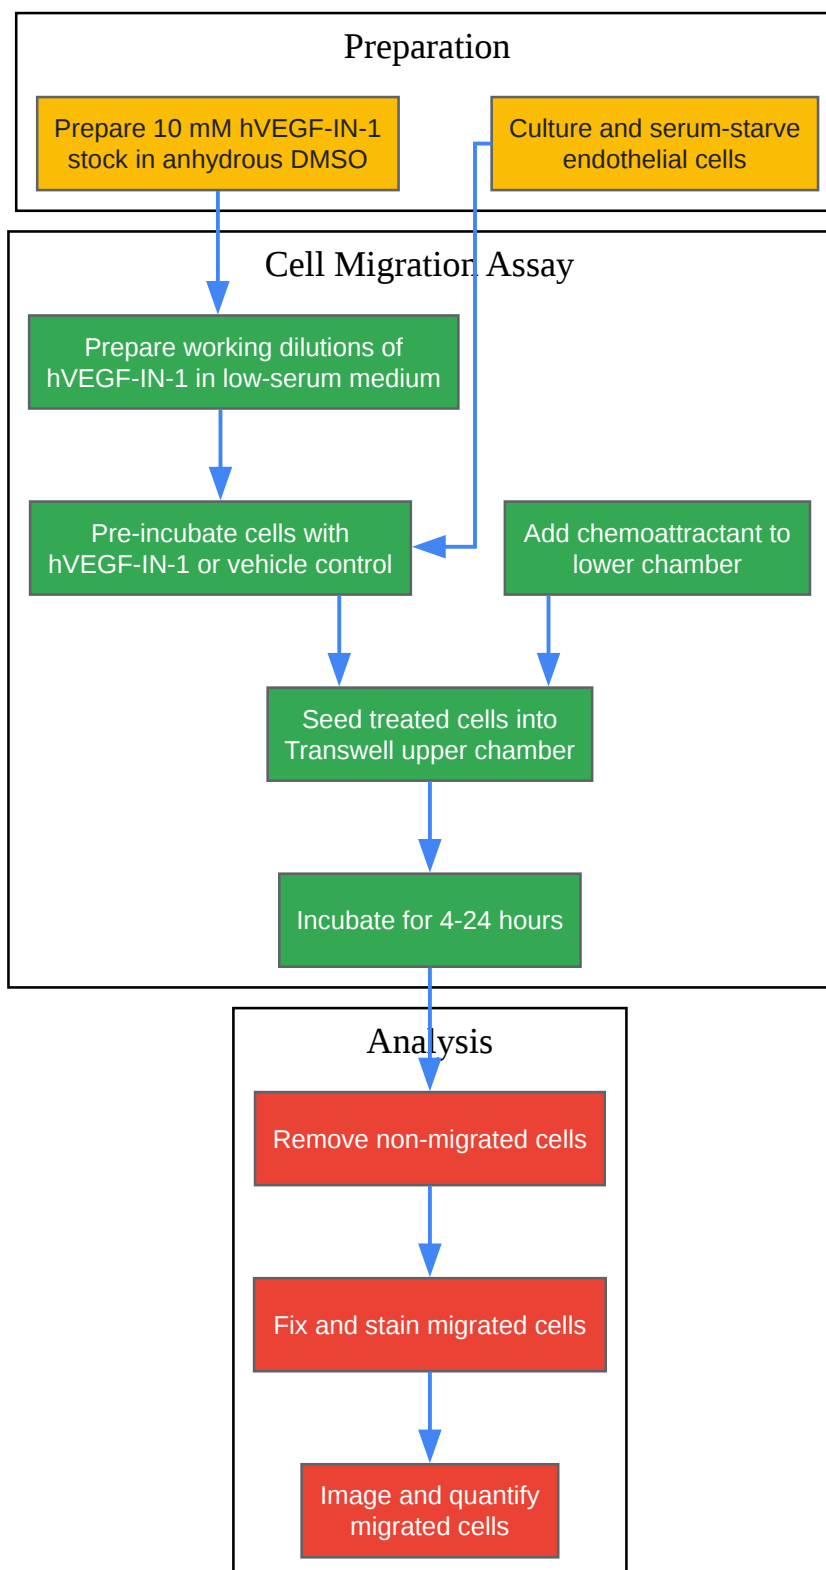 Preparation
Prepare 10 mM hVEGF-IN-1
stock in anhydrous DMSO
Culture and serum-starve
endothelial cells
Cell Migration Assay
Prepare working dilutions of
hVEGF-IN-1 in low-serum medium
Pre-incubate cells with
hVEGF-IN-1 or vehicle control
Add chemoattractant to
lower chamber
Seed treated cells into
Transwell upper chamber
Incubate for 4-24 hours
Analysis
Remove non-migrated cells
Fix and stain migrated cells
Image and quantify
migrated cells